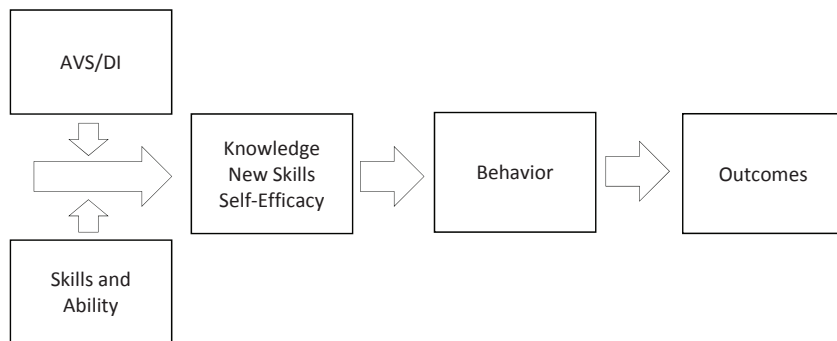 AVS/DI
Knowledge
New Skills
Self-Efficacy
Behavior
Outcomes
Skills and
Ability